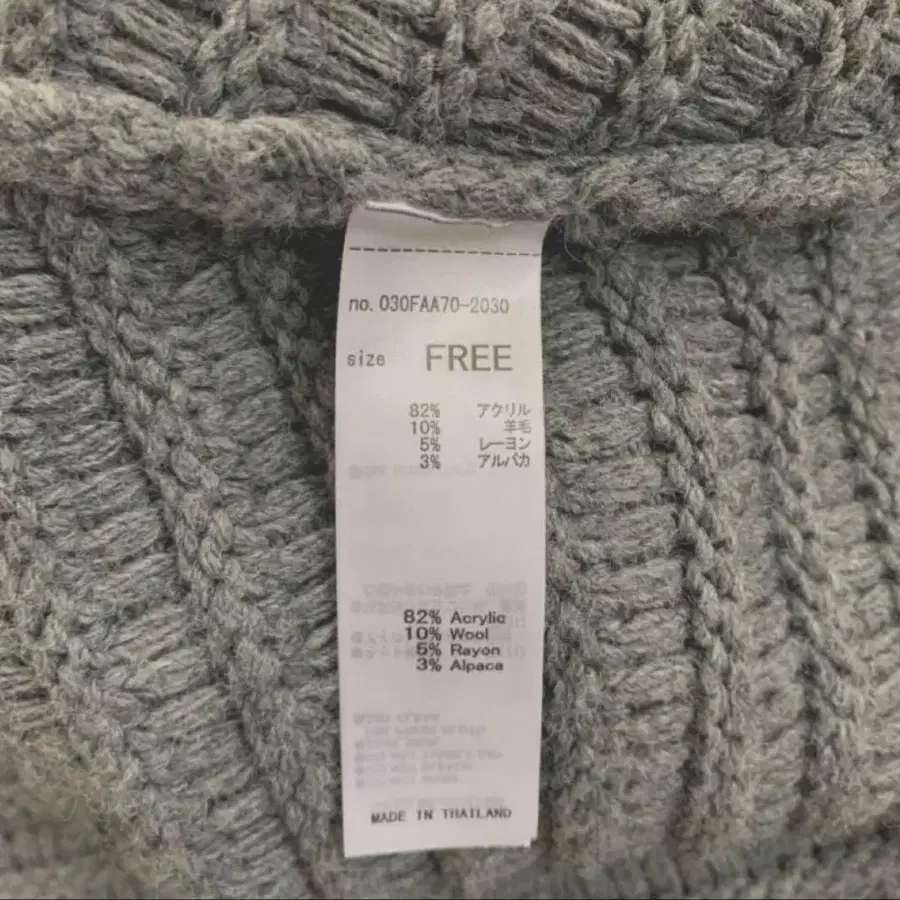 no. 030FAA70-2030
size FREE
82% アクリル
10% 羊毛
5% レーヨン
3% アルパカ
82% Acrylic
10% Wool
5% Rayon
3% Alpaca
MADE IN THAILAND